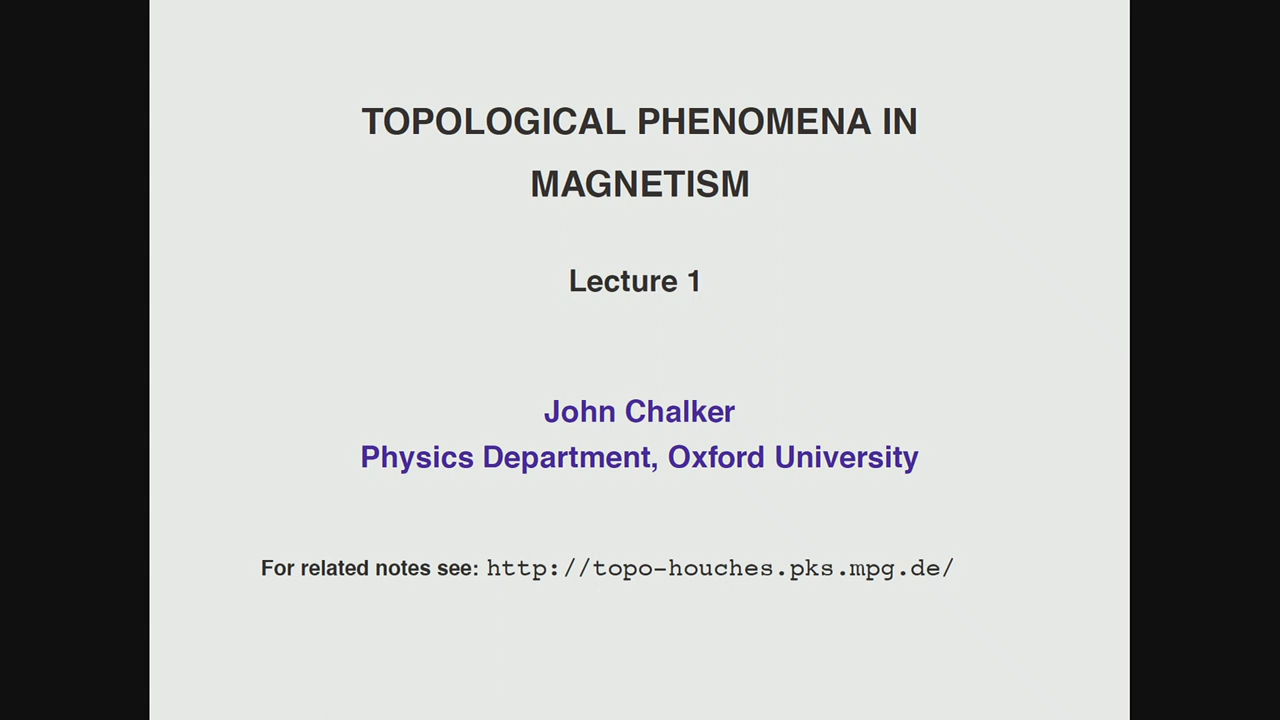 TOPOLOGICAL PHENOMENA IN
MAGNETISM
Lecture 1
John Chalker
Physics Department, Oxford University
For related notes see: http://topo-houches.pks.mpg.de/